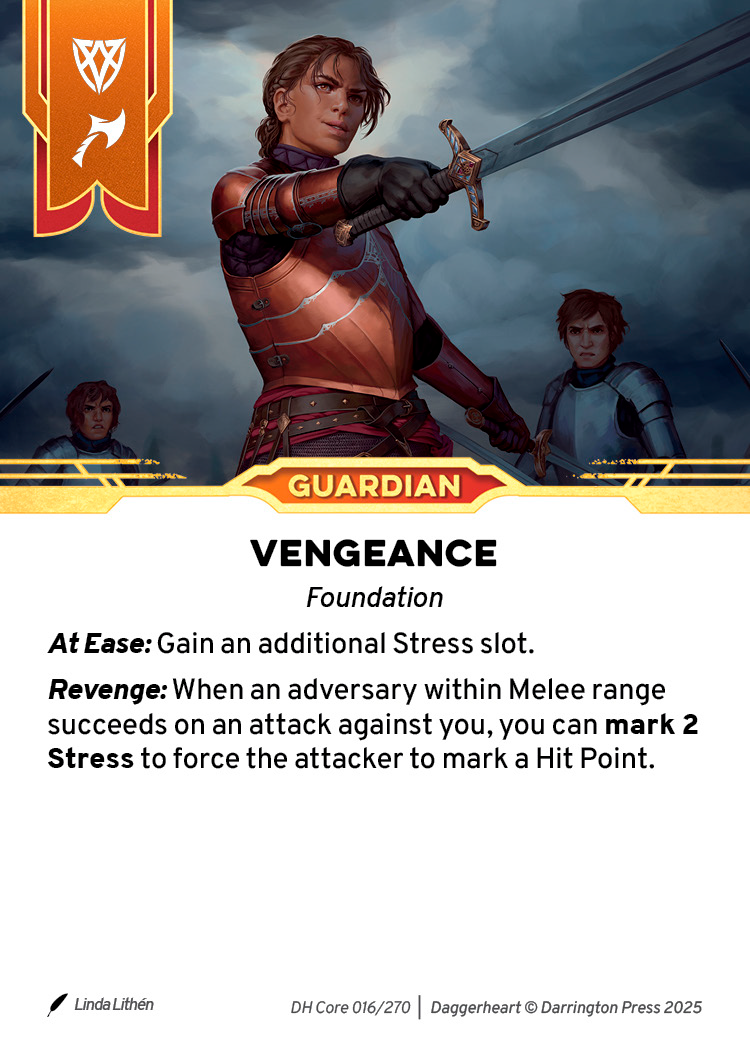 GUARDIAN
VENGEANCE
Foundation
At Ease: Gain an additional Stress slot.
Revenge: When an adversary within Melee range
succeeds on an attack against you, you can mark 2
Stress to force the attacker to mark a Hit Point.
Linda Lithén
DH Core 016/270 | Daggerheart © Darrington Press 2025